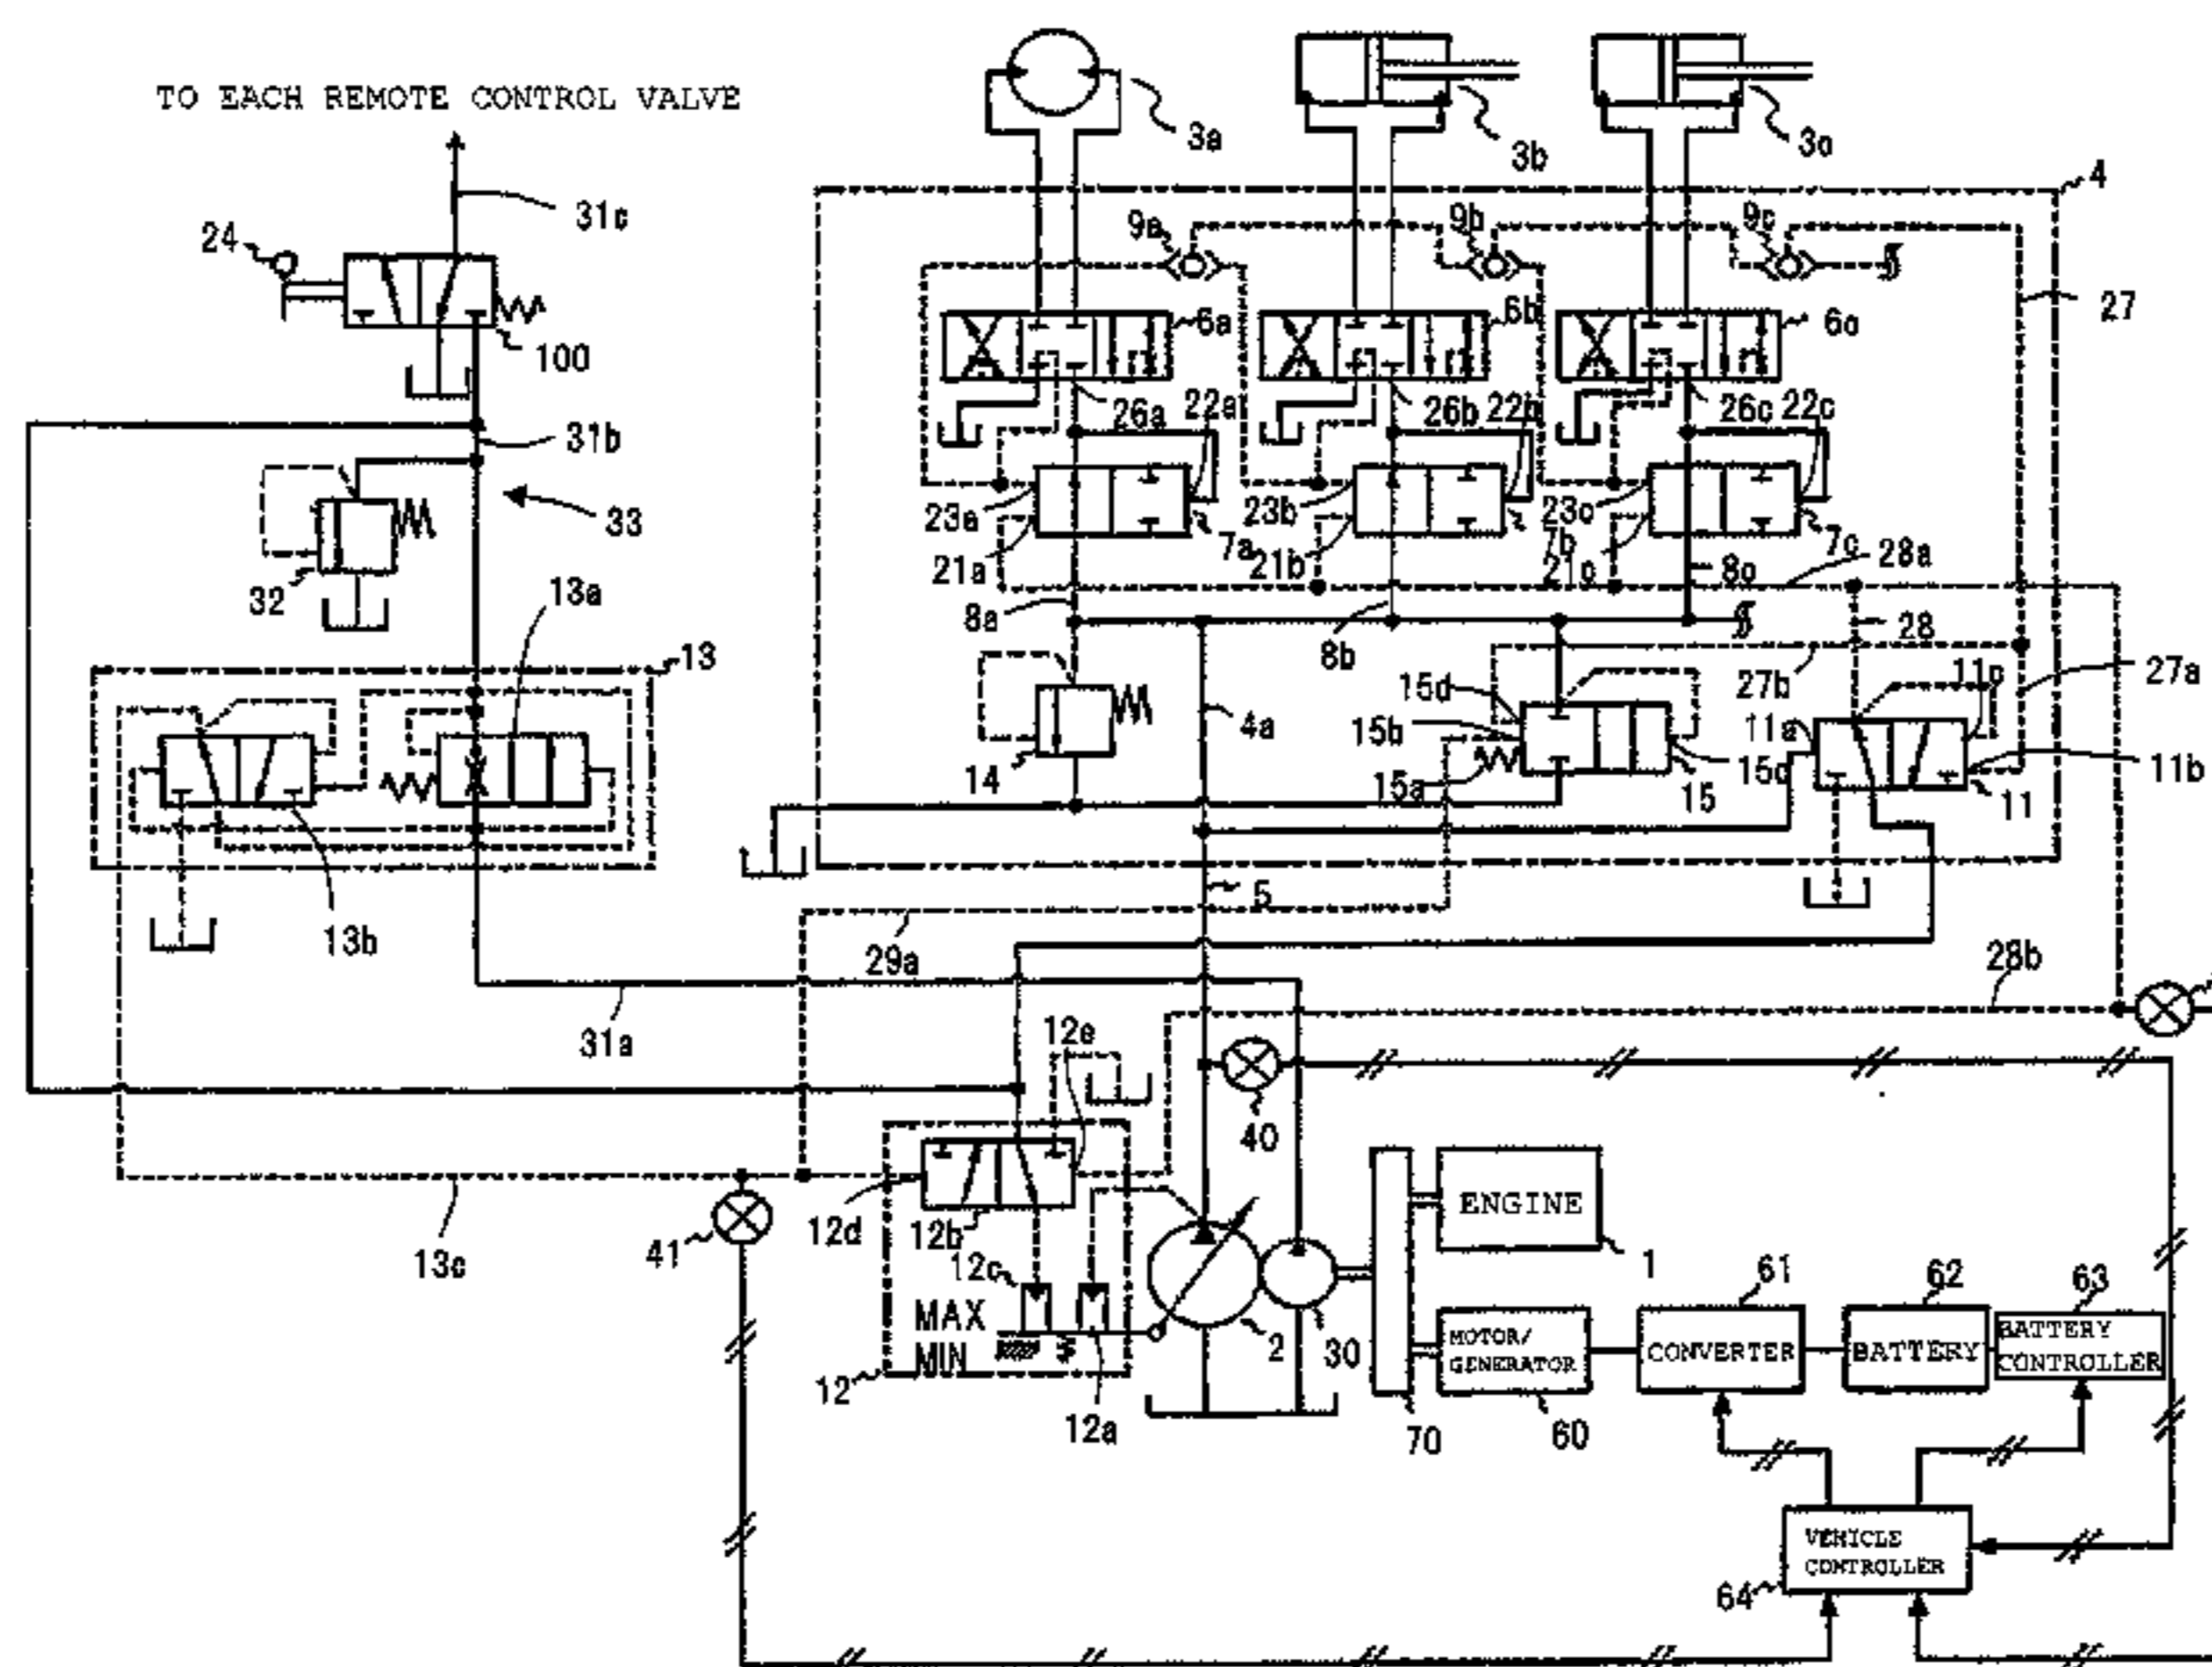 TO EACH REMOTE CONTROL VALVE
3a
3b
3c
4
31c
24
9a
9b
9c
27
6a
6b
6c
100
31b
26a
22a
26b
22b
26c
22c
33
23a
23b
23c
7a
7b
7c
21a
21b
21c
28a
32
13a
8a
8b
8c
28
13
27b
27a
15d
15b
15a
15c
15
11a
11c
11b
11
14
4a
5
13b
29a
28b
31a
12e
40
12d
12b
12c
41
13c
MAX
MIN
12
12a
2
30
ENGINE
1
61
62
63
MOTOR/
GENERATOR
CONVERTER
BATTERY
BATTERY
CONTROLLER
70
60
VEHICLE
CONTROLLER
64